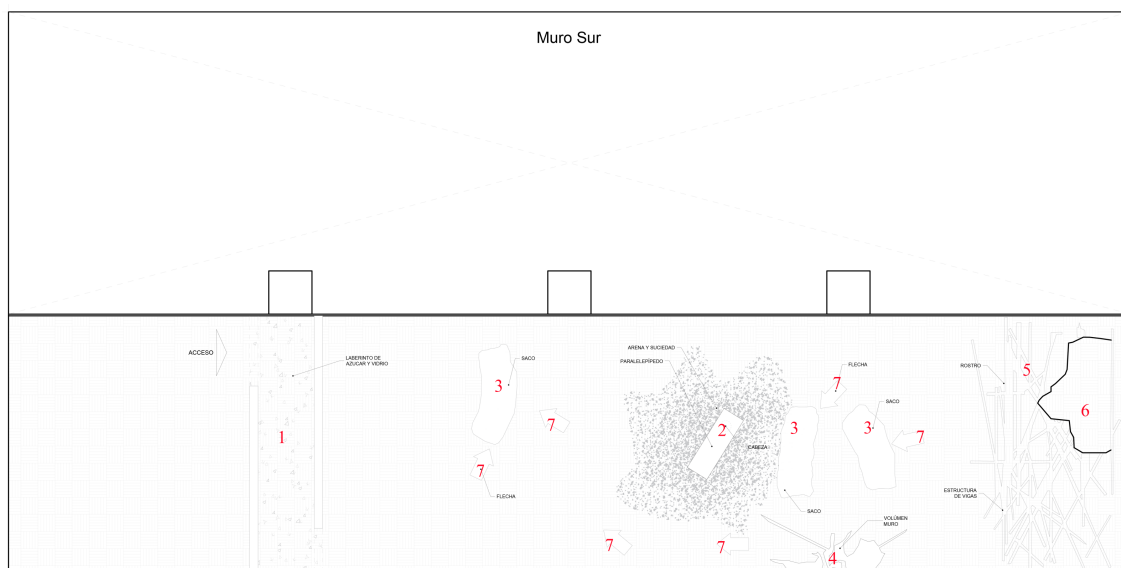 Muro Sur
ACCESO
LABERINTO DE
AZUCAR Y VIDRIO
1
SACO
3
7
FLECHA
7
ARENA Y SUCIEDAD
PARALELEPÍPEDO
2
CABEZA
FLECHA
7
3
SACO
3
7
SACO
7
7
VOLÚMEN
MURO
4
ROSTRO
5
6
ESTRUCTURA
DE VIGAS